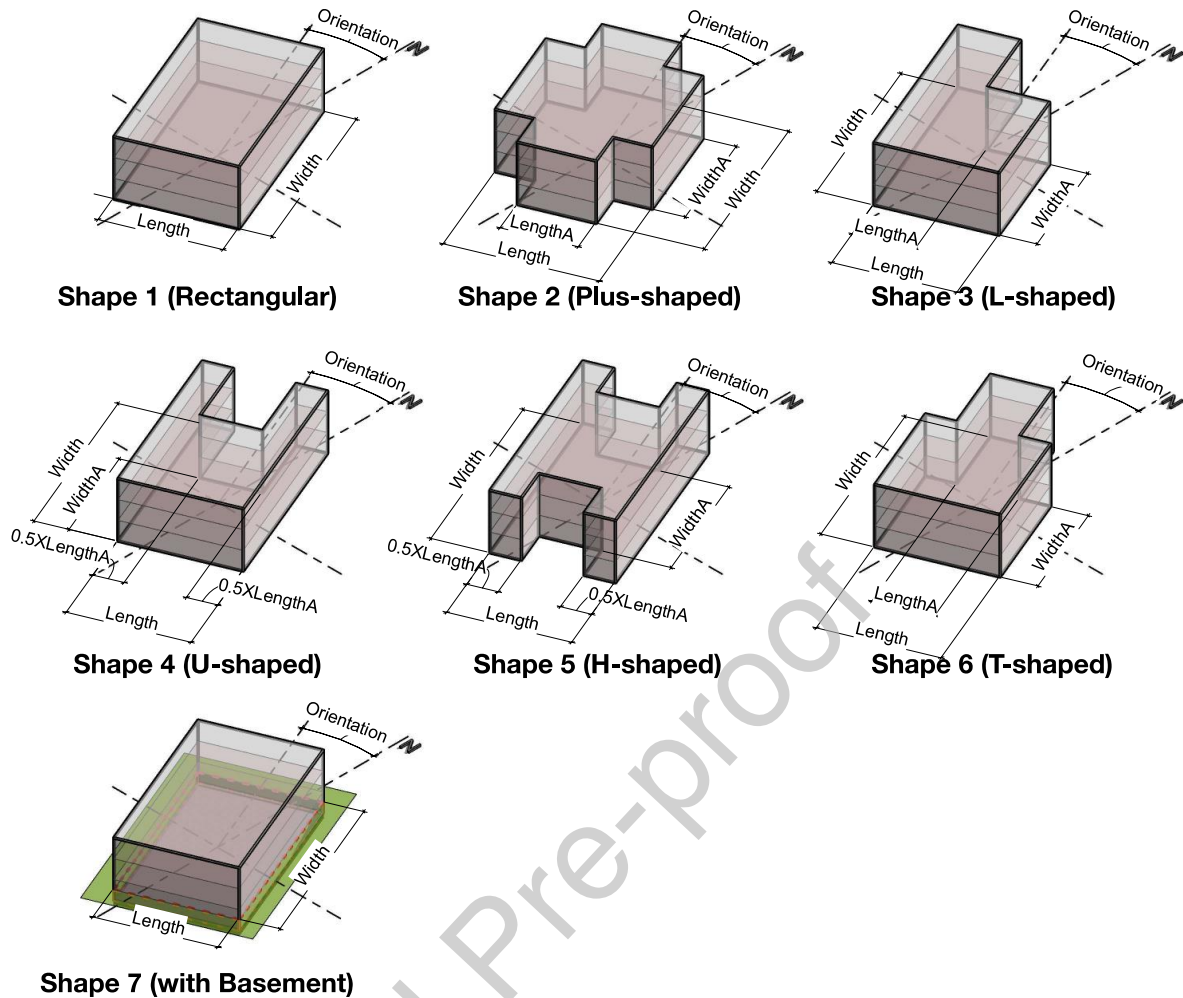 Orientation
N
Width
Length
Shape 1 (Rectangular)
Orientation
N
WidthA
Width
LengthA
Length
Shape 2 (Plus-shaped)
Orientation
N
Width
WidthA
LengthA
Length
Shape 3 (L-shaped)
Orientation
N
Width
WidthA
0.5XLengthA
0.5XLengthA
Length
Shape 4 (U-shaped)
Orientation
N
Width
WidthA
0.5XLengthA
0.5XLengthA
Length
Shape 5 (H-shaped)
Orientation
N
Width
WidthA
LengthA
Length
Shape 6 (T-shaped)
Orientation
N
Width
Length
Shape 7 (with Basement)
Pre-proof